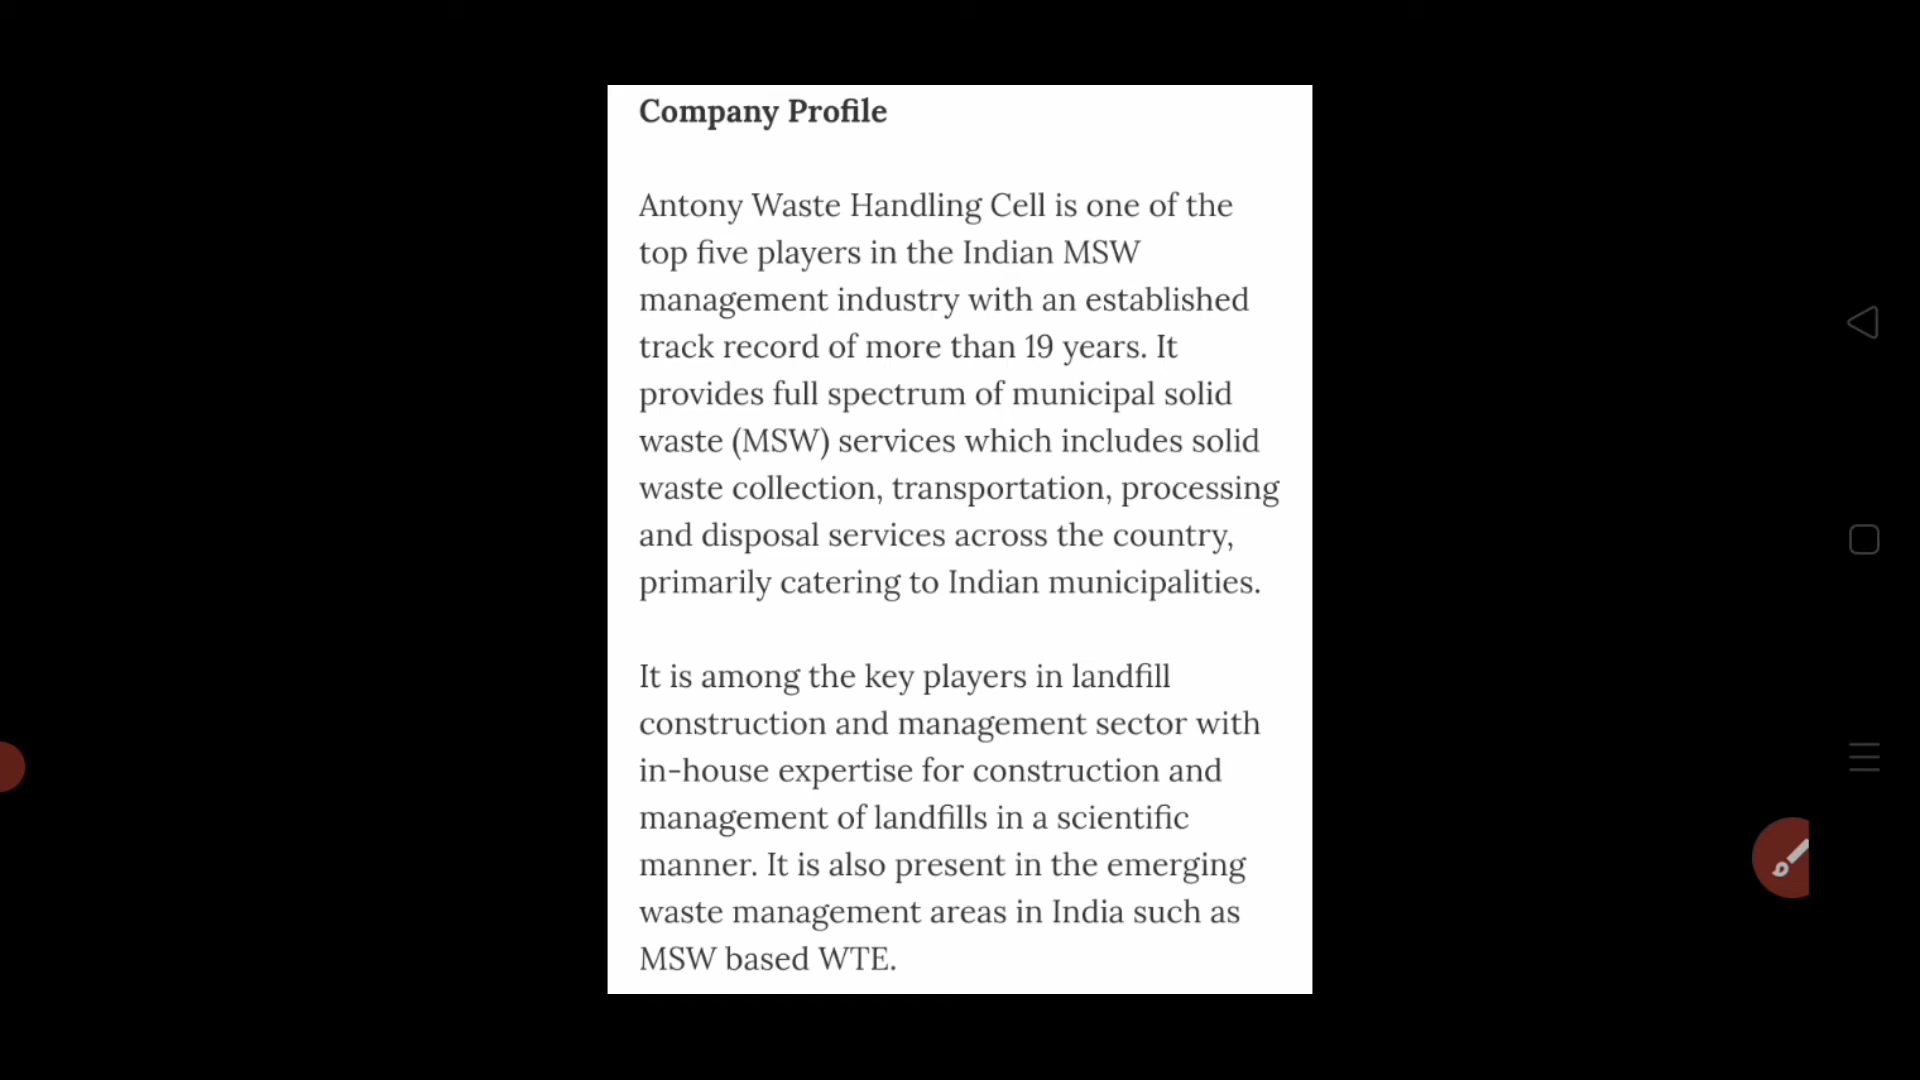 Company Profile
Antony Waste Handling Cell is one of the
top five players in the Indian MSW
management industry with an established
track record of more than 19 years. It
provides full spectrum of municipal solid
waste (MSW) services which includes solid
waste collection, transportation, processing
and disposal services across the country,
primarily catering to Indian municipalities.
It is among the key players in landfill
construction and management sector with
in-house expertise for construction and
management of landfills in a scientific
manner. It is also present in the emerging
waste management areas in India such as
MSW based WTE.